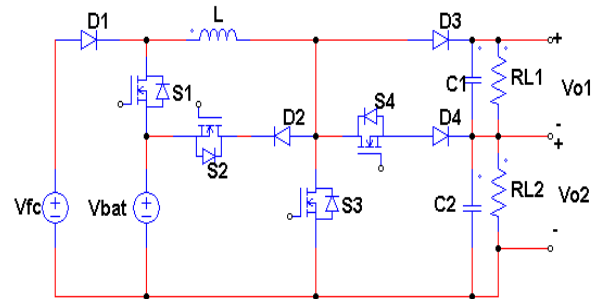 D1
L
D3
+
S1
S4
C1
RL1
Vo1
D2
D4
-
+
S2
Vfc
Vbat
S3
C2
RL2
Vo2
-